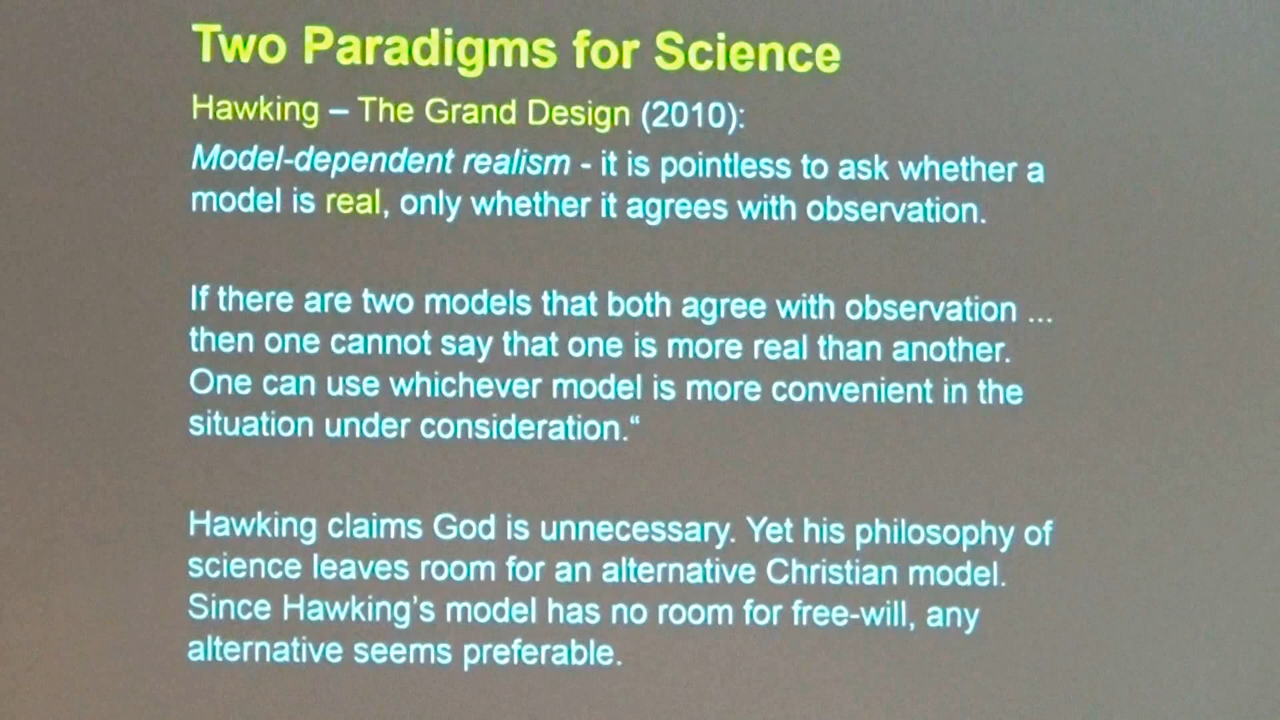 Two Paradigms for Science
Hawking – The Grand Design (2010):
Model-dependent realism - it is pointless to ask whether a
model is real, only whether it agrees with observation.
If there are two models that both agree with observation ...
then one cannot say that one is more real than another.
One can use whichever model is more convenient in the
situation under consideration.“
Hawking claims God is unnecessary. Yet his philosophy of
science leaves room for an alternative Christian model.
Since Hawking’s model has no room for free-will, any
alternative seems preferable.